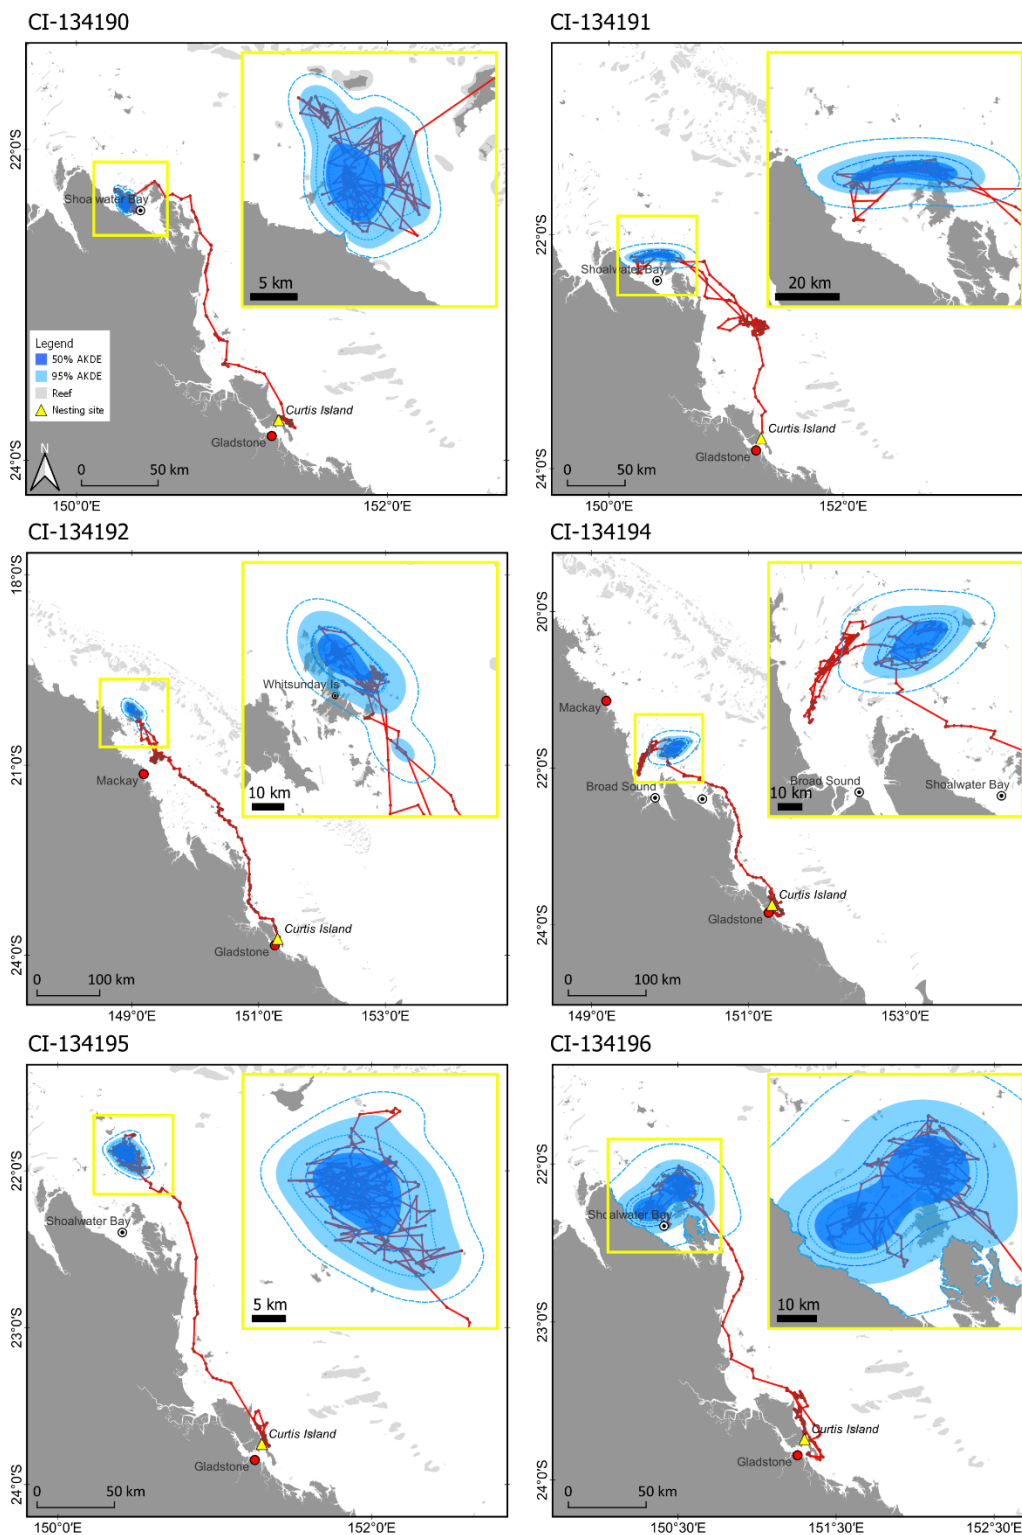 CI-134190
22°0'S
24°0'S
150°0'E
152°0'E
Shoalwater Bay
Curtis Island
Gladstone
Legend
50% AKDE
95% AKDE
Reef
Nesting site
N
0 50 km
5 km
CI-134191
22°0'S
24°0'S
150°0'E
152°0'E
Shoalwater Bay
Curtis Island
Gladstone
0 50 km
20 km
CI-134192
18°0'S
21°0'S
24°0'S
149°0'E
151°0'E
153°0'E
Whitsunday Is
Mackay
Curtis Island
Gladstone
0 100 km
10 km
CI-134194
20°0'S
22°0'S
24°0'S
149°0'E
151°0'E
153°0'E
Mackay
Broad Sound
Broad Sound
Shoalwater Bay
Curtis Island
Gladstone
0 100 km
10 km
CI-134195
22°0'S
23°0'S
24°0'S
150°0'E
152°0'E
Shoalwater Bay
Curtis Island
Gladstone
0 50 km
5 km
CI-134196
22°0'S
23°0'S
24°0'S
150°30'E
151°30'E
152°30'E
Shoalwater Bay
Curtis Island
Gladstone
0 50 km
10 km